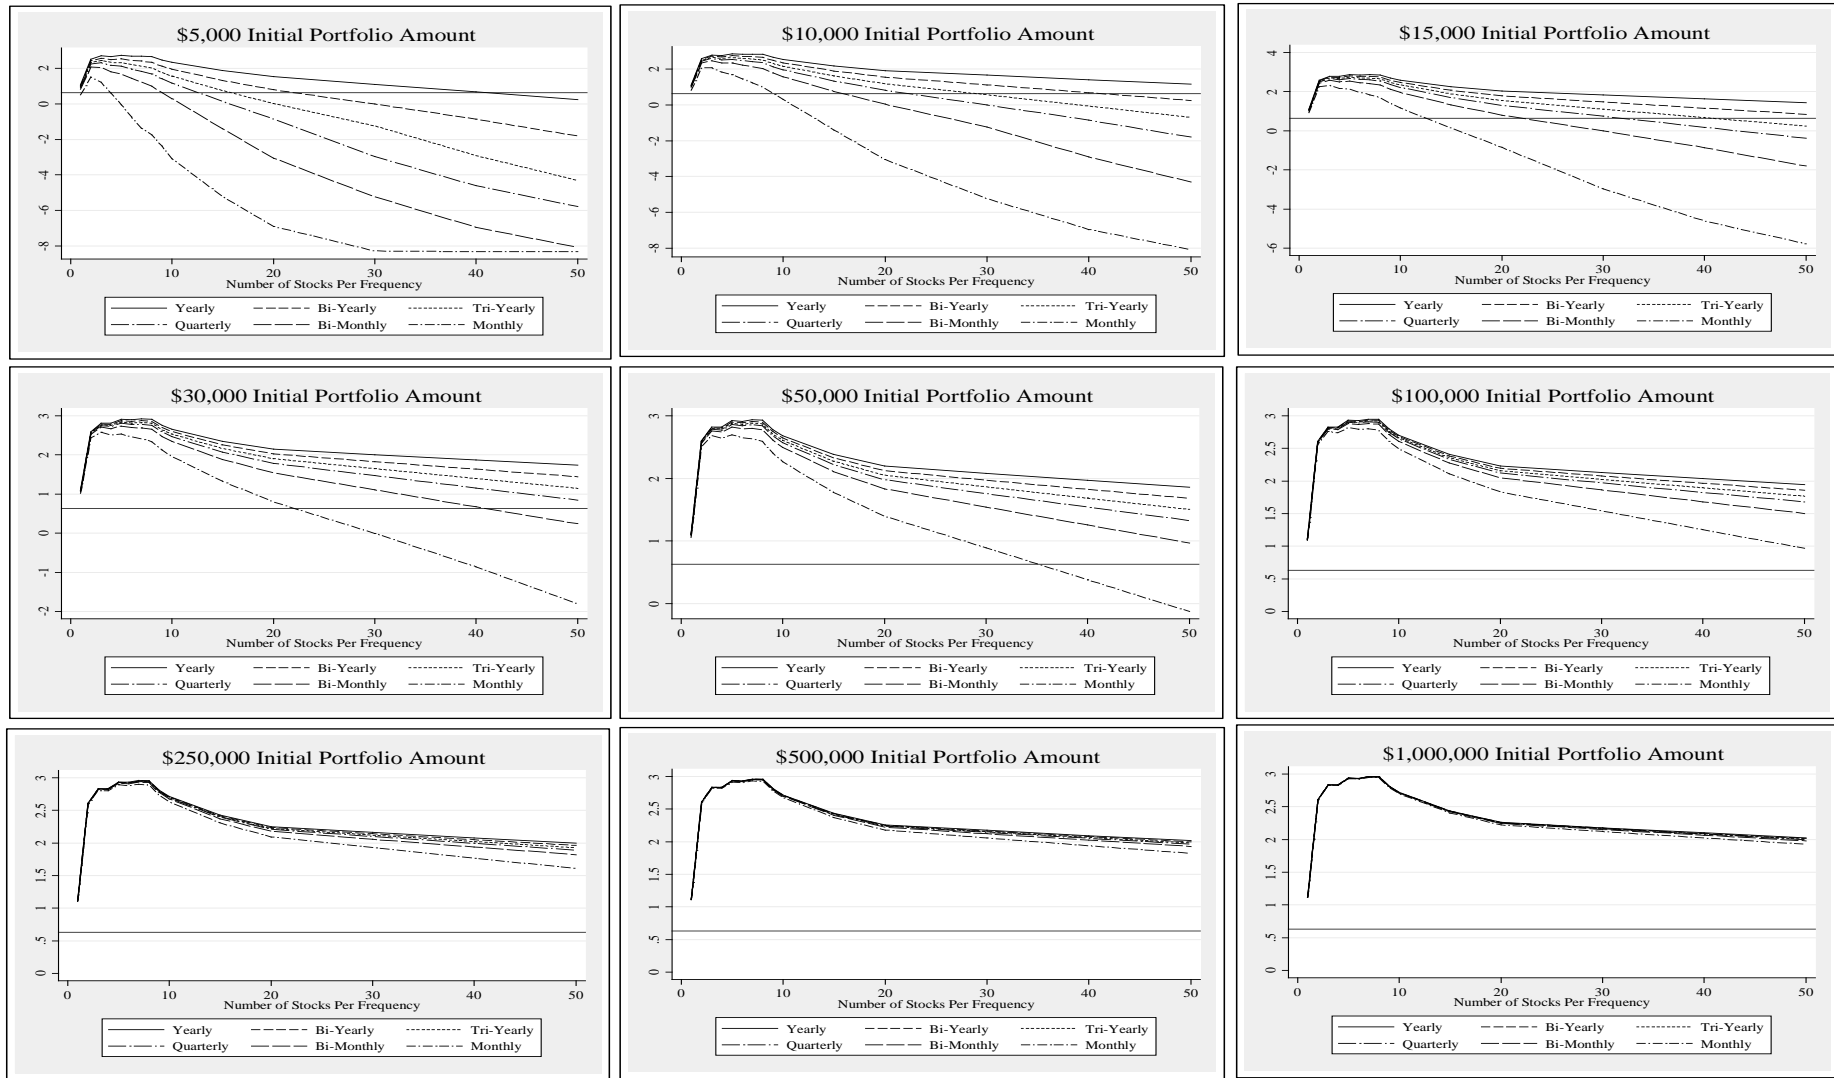 $5,000 Initial Portfolio Amount
2
0
-2
-4
-6
-8
0 10 20 30 40 50
Number of Stocks Per Frequency
Yearly Bi-Yearly Tri-Yearly
Quarterly Bi-Monthly Monthly
$10,000 Initial Portfolio Amount
2
0
-2
-4
-6
-8
0 10 20 30 40 50
Number of Stocks Per Frequency
Yearly Bi-Yearly Tri-Yearly
Quarterly Bi-Monthly Monthly
$15,000 Initial Portfolio Amount
4
2
0
-2
-4
-6
0 10 20 30 40 50
Number of Stocks Per Frequency
Yearly Bi-Yearly Tri-Yearly
Quarterly Bi-Monthly Monthly
$30,000 Initial Portfolio Amount
3
2
1
0
-1
-2
0 10 20 30 40 50
Number of Stocks Per Frequency
Yearly Bi-Yearly Tri-Yearly
Quarterly Bi-Monthly Monthly
$50,000 Initial Portfolio Amount
3
2
1
0
0 10 20 30 40 50
Number of Stocks Per Frequency
Yearly Bi-Yearly Tri-Yearly
Quarterly Bi-Monthly Monthly
$100,000 Initial Portfolio Amount
3
2.5
2
1.5
1
.5
0
0 10 20 30 40 50
Number of Stocks Per Frequency
Yearly Bi-Yearly Tri-Yearly
Quarterly Bi-Monthly Monthly
$250,000 Initial Portfolio Amount
3
2.5
2
1.5
1
.5
0
0 10 20 30 40 50
Number of Stocks Per Frequency
Yearly Bi-Yearly Tri-Yearly
Quarterly Bi-Monthly Monthly
$500,000 Initial Portfolio Amount
3
2.5
2
1.5
1
.5
0
0 10 20 30 40 50
Number of Stocks Per Frequency
Yearly Bi-Yearly Tri-Yearly
Quarterly Bi-Monthly Monthly
$1,000,000 Initial Portfolio Amount
3
2.5
2
1.5
1
.5
0
0 10 20 30 40 50
Number of Stocks Per Frequency
Yearly Bi-Yearly Tri-Yearly
Quarterly Bi-Monthly Monthly